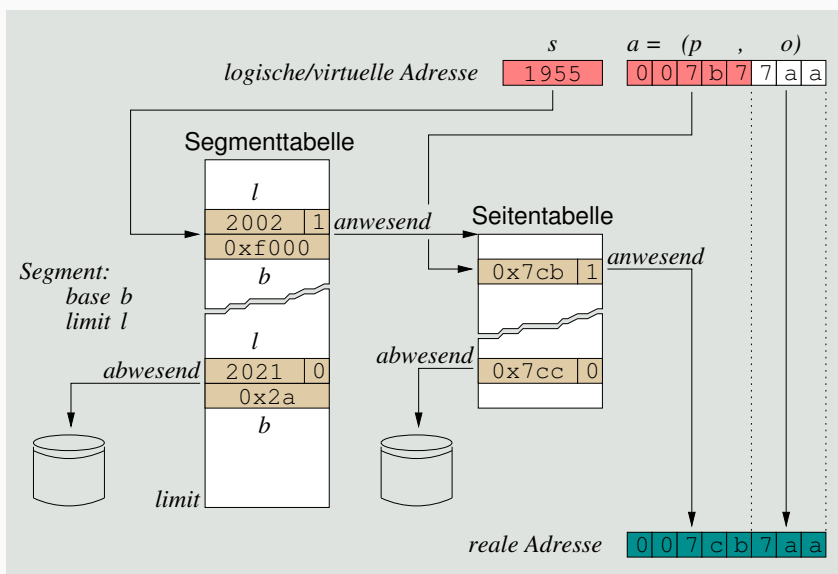 s a = (p , o)
logische/virtuelle Adresse 1955 0 0 7 b 7 7 a a
Segmenttabelle
l
2002 1 anwesend
Seitentabelle
0xf000
b
anwesend
0x7cb 1
Segment:
base b
limit l
l
abwesend 2021 0
abwesend 0x7cc 0
0x2a
b
limit
reale Adresse 0 0 7 c b 7 a a